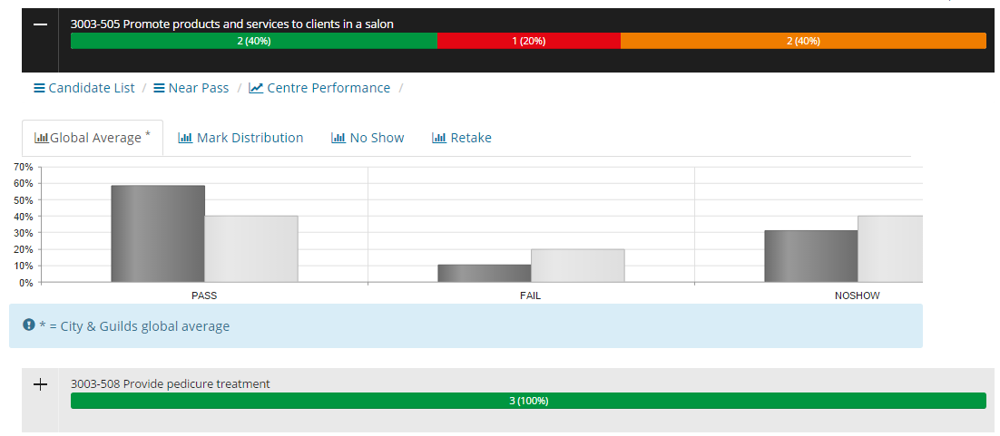 3003-505 Promote products and services to clients in a salon
2 (40%) 1 (20%) 2 (40%)
Candidate List / Near Pass / Centre Performance /
Global Average * Mark Distribution No Show Retake
70%
60%
50%
40%
30%
20%
10%
0%
PASS FAIL NOSHOW
* = City & Guilds global average
3003-508 Provide pedicure treatment
3 (100%)